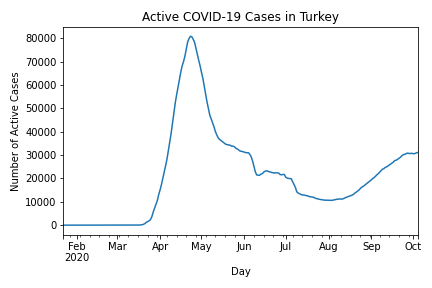 Active COVID-19 Cases in Turkey
Number of Active Cases
80000
70000
60000
50000
40000
30000
20000
10000
0
Feb Mar Apr May Jun Jul Aug Sep Oct
2020
Day